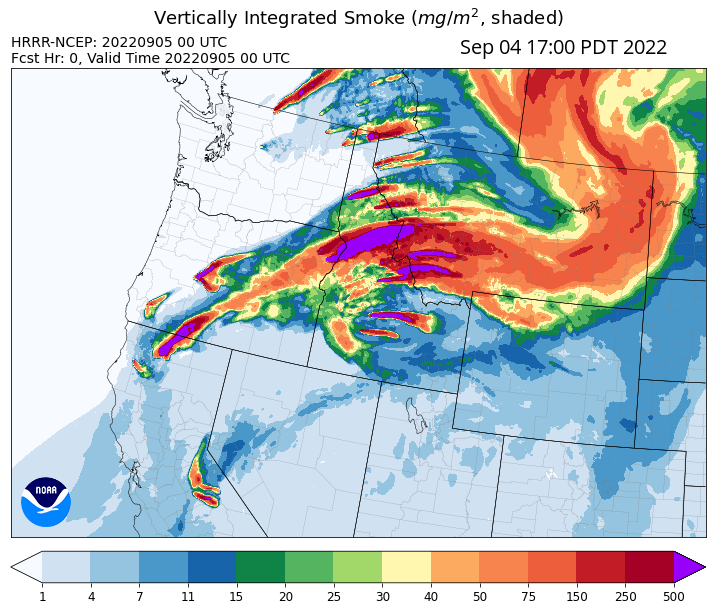 Vertically Integrated Smoke (mg/m², shaded)
HRRR-NCEP: 20220905 00 UTC
Fcst Hr: 0, Valid Time 20220905 00 UTC
Sep 04 17:00 PDT 2022
NOAA
1 4 7 11 15 20 25 30 40 50 75 150 250 500